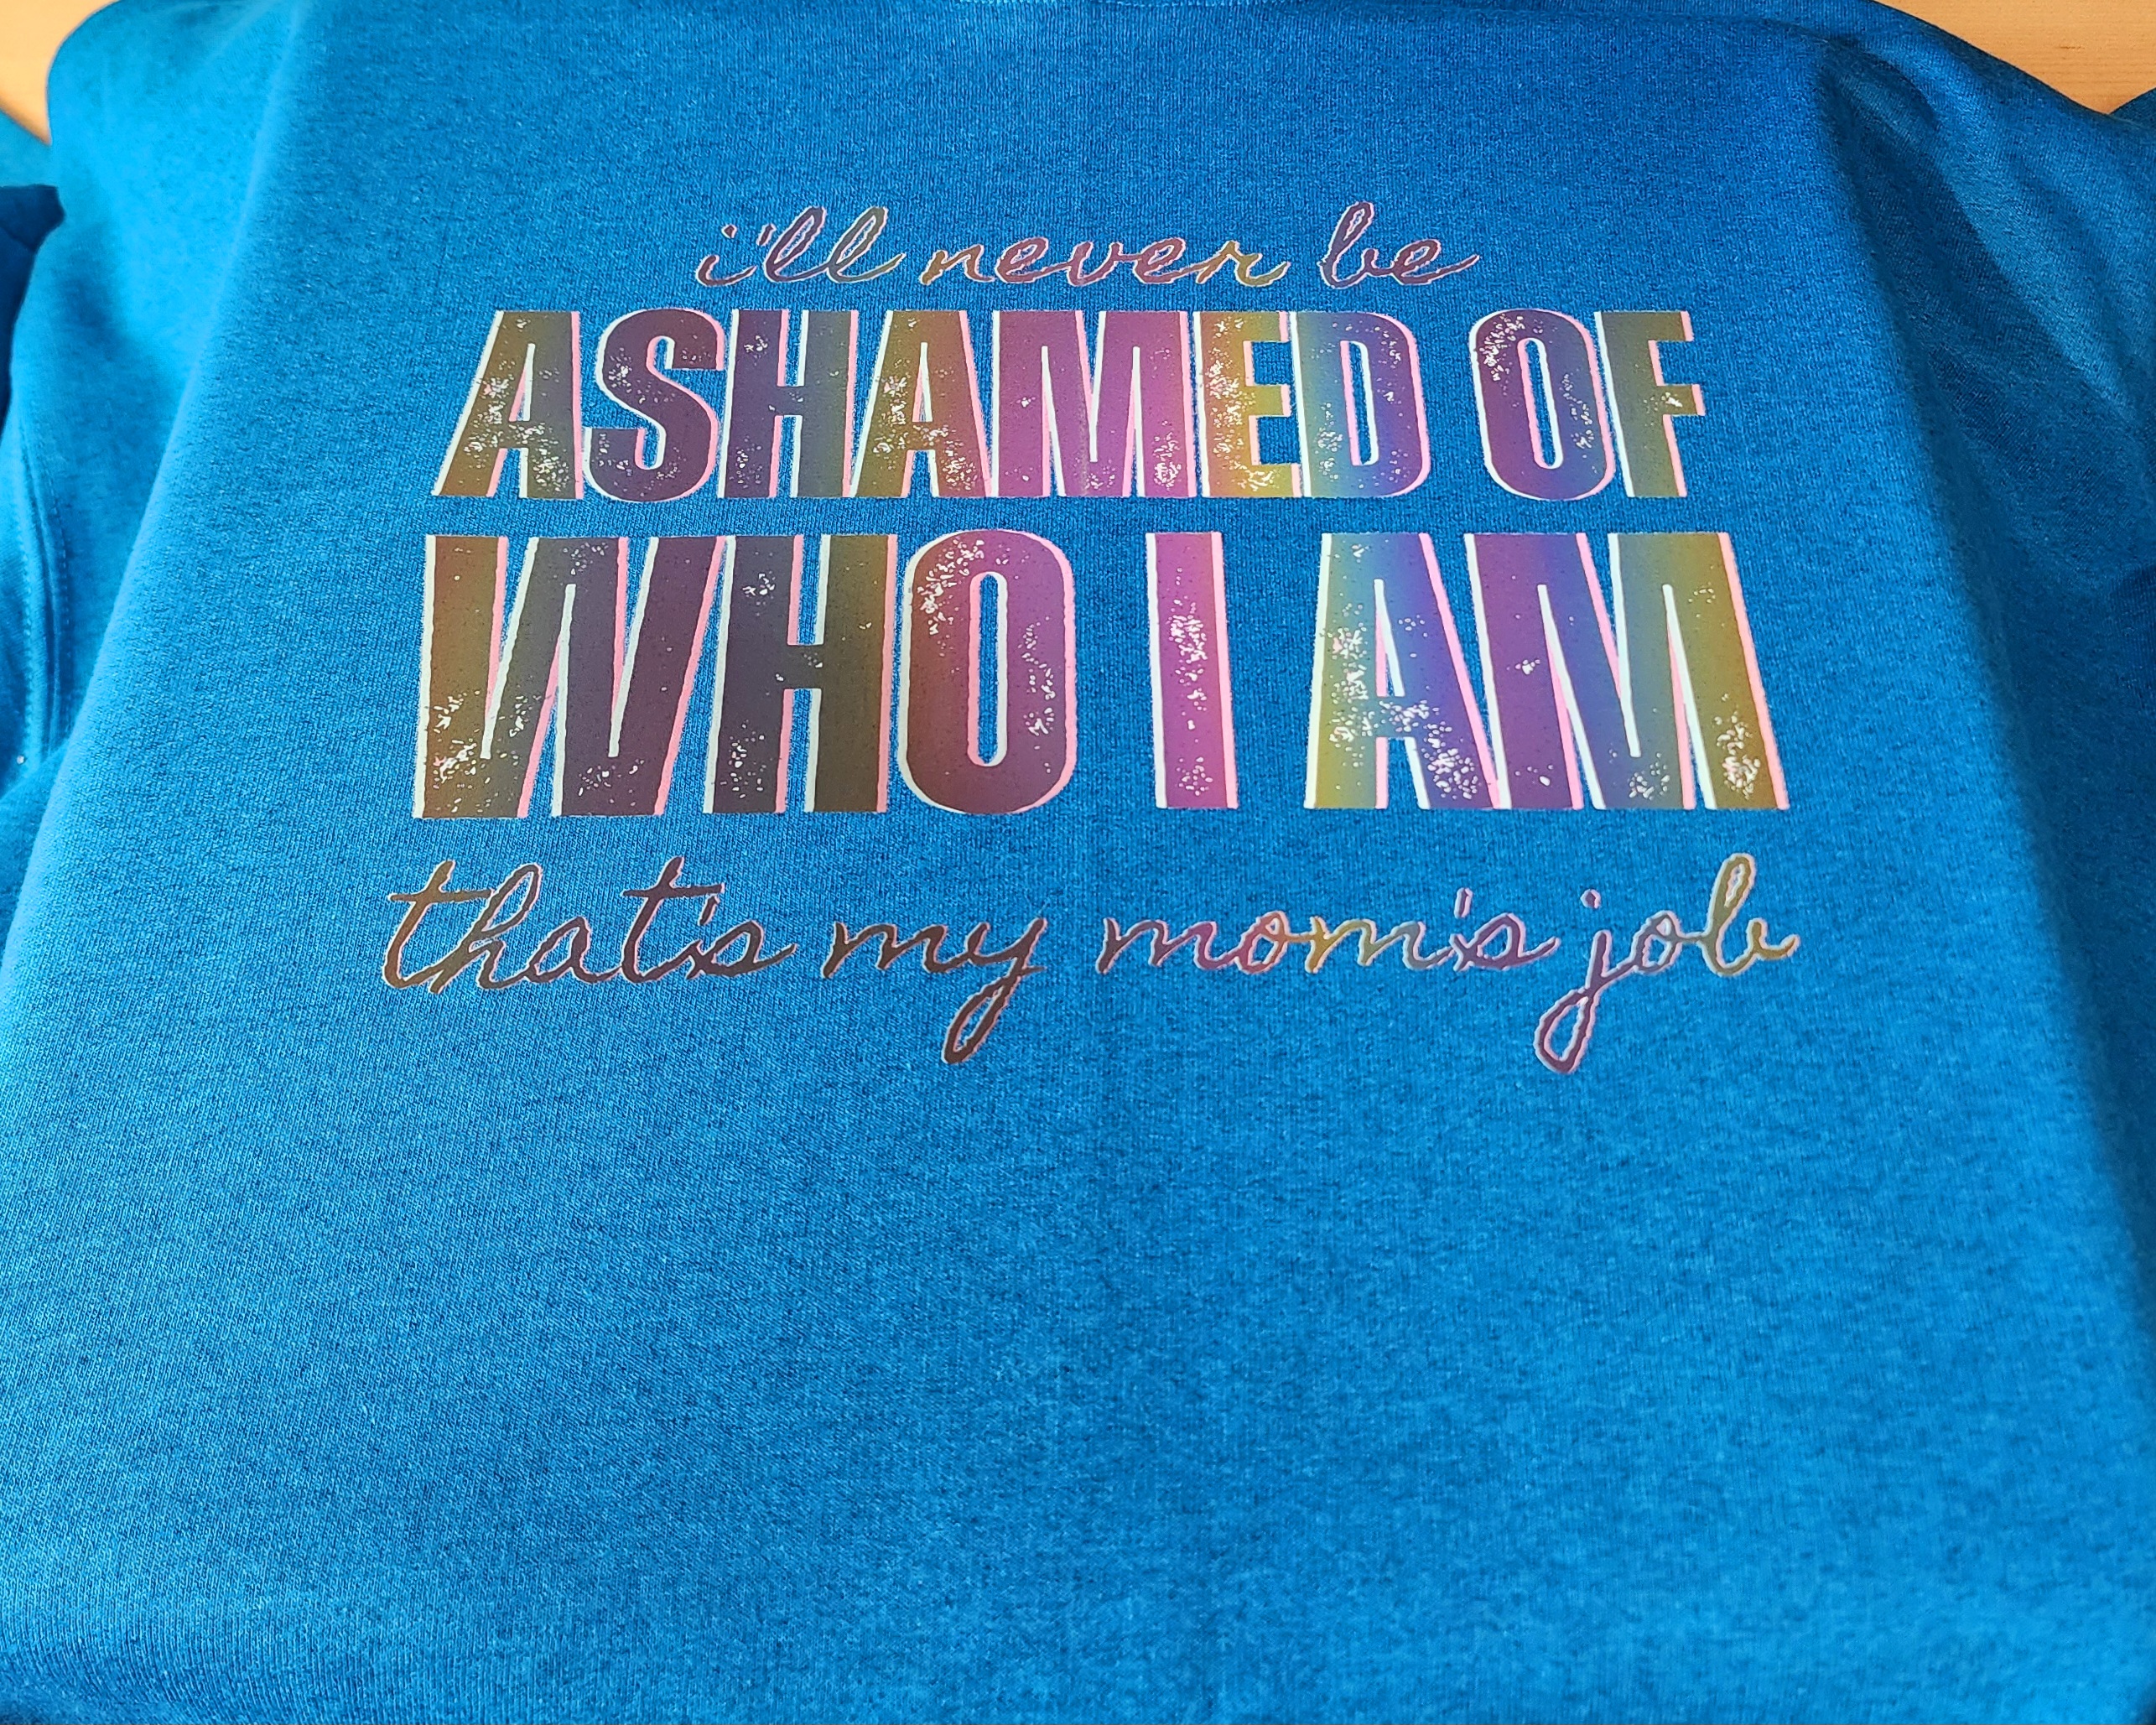 i'll never be
ASHAMED OF
WHO I AM
that's my mom's job